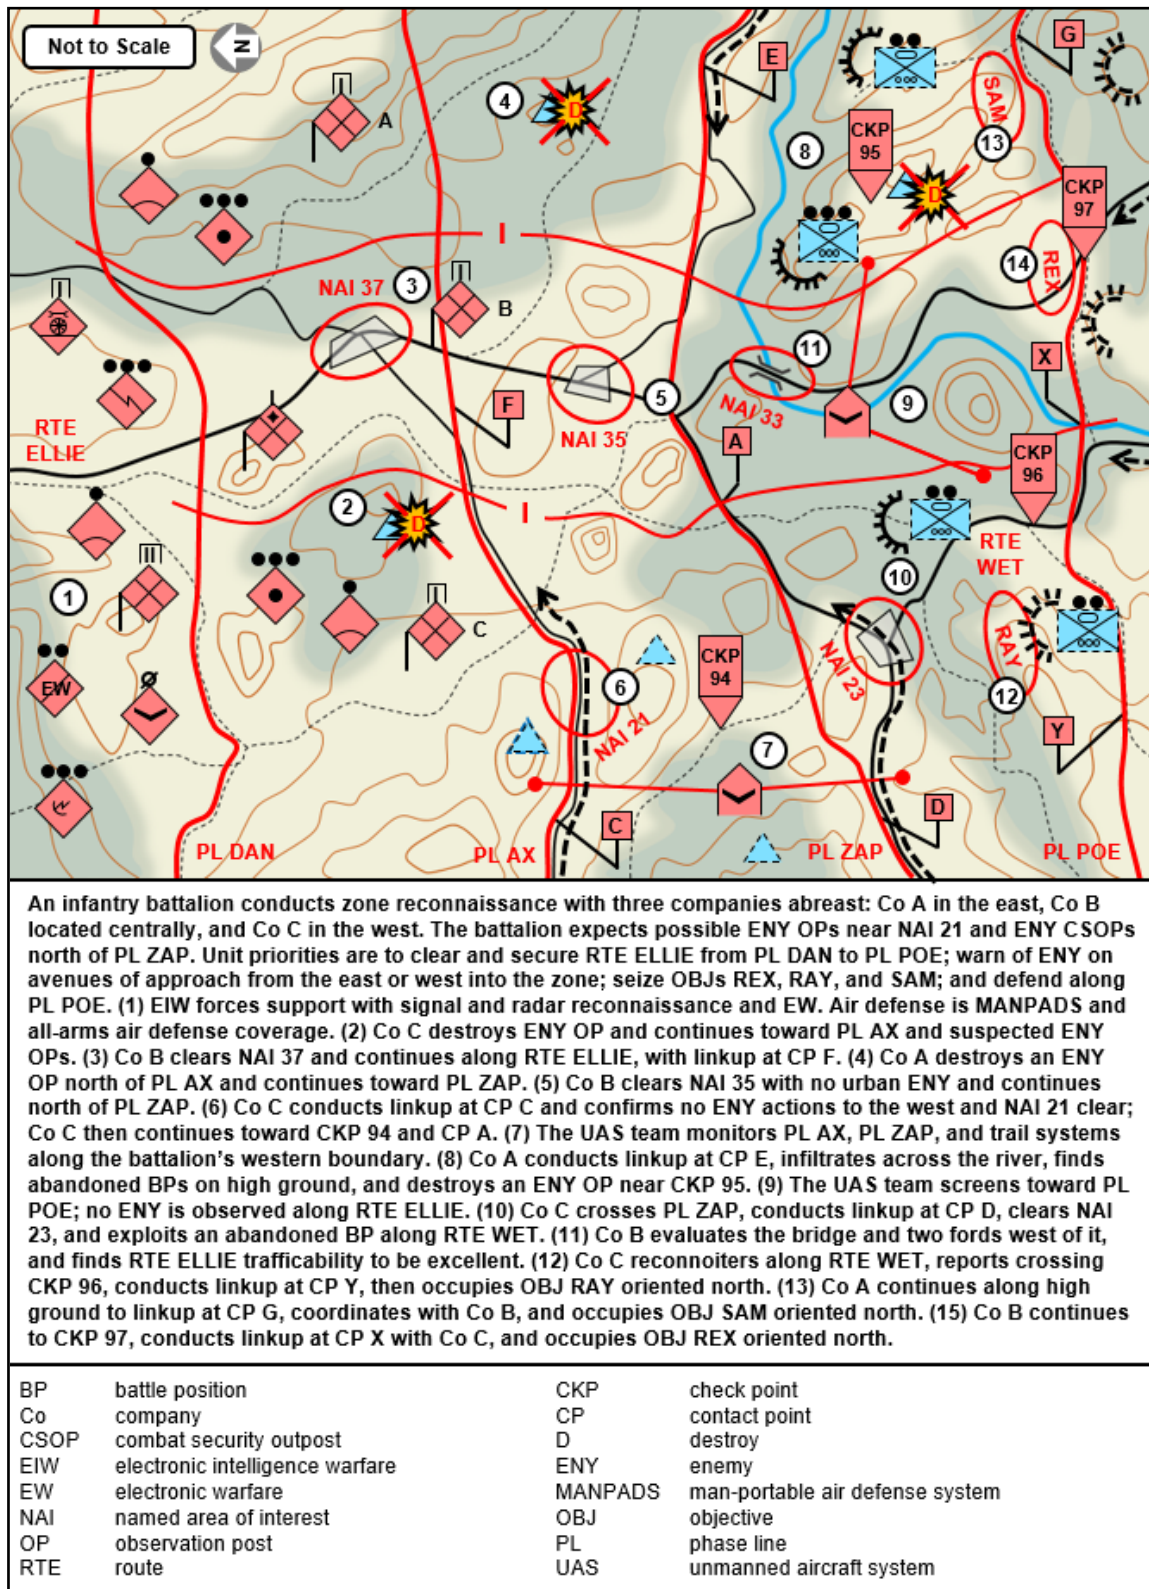 Not to Scale
N
G
E
SAM
4
D
A
CKP
95
8
13
D
CKP
97
I
3
NAI 37
B
14
REX
11
X
RTE
ELLIE
F
5
NAI 35
NAI 33
9
A
CKP
96
2
D
I
10
RTE
WET
1
C
EW
6
NAI 21
CKP
94
NAI 23
RAY
12
Y
7
C
D
PL DAN
PL AX
PL ZAP
PL POE
An infantry battalion conducts zone reconnaissance with three companies abreast: Co A in the east, Co B
located centrally, and Co C in the west. The battalion expects possible ENY OPs near NAI 21 and ENY CSOPs
north of PL ZAP. Unit priorities are to clear and secure RTE ELLIE from PL DAN to PL POE; warn of ENY on
avenues of approach from the east or west into the zone; seize OBJs REX, RAY, and SAM; and defend along
PL POE. (1) EIW forces support with signal and radar reconnaissance and EW. Air defense is MANPADS and
all-arms air defense coverage. (2) Co C destroys ENY OP and continues toward PL AX and suspected ENY
OPs. (3) Co B clears NAI 37 and continues along RTE ELLIE, with linkup at CP F. (4) Co A destroys an ENY
OP north of PL AX and continues toward PL ZAP. (5) Co B clears NAI 35 with no urban ENY and continues
north of PL ZAP. (6) Co C conducts linkup at CP C and confirms no ENY actions to the west and NAI 21 clear;
Co C then continues toward CKP 94 and CP A. (7) The UAS team monitors PL AX, PL ZAP, and trail systems
along the battalion's western boundary. (8) Co A conducts linkup at CP E, infiltrates across the river, finds
abandoned BPs on high ground, and destroys an ENY OP near CKP 95. (9) The UAS team screens toward PL
POE; no ENY is observed along RTE ELLIE. (10) Co C crosses PL ZAP, conducts linkup at CP D, clears NAI
23, and exploits an abandoned BP along RTE WET. (11) Co B evaluates the bridge and two fords west of it,
and finds RTE ELLIE trafficability to be excellent. (12) Co C reconnoiters along RTE WET, reports crossing
CKP 96, conducts linkup at CP Y, then occupies OBJ RAY oriented north. (13) Co A continues along high
ground to linkup at CP G, coordinates with Co B, and occupies OBJ SAM oriented north. (15) Co B continues
to CKP 97, conducts linkup at CP X with Co C, and occupies OBJ REX oriented north.
BP battle position CKP check point
Co company CP contact point
CSOP combat security outpost D destroy
EIW electronic intelligence warfare ENY enemy
EW electronic warfare MANPADS man-portable air defense system
NAI named area of interest OBJ objective
OP observation post PL phase line
RTE route UAS unmanned aircraft system